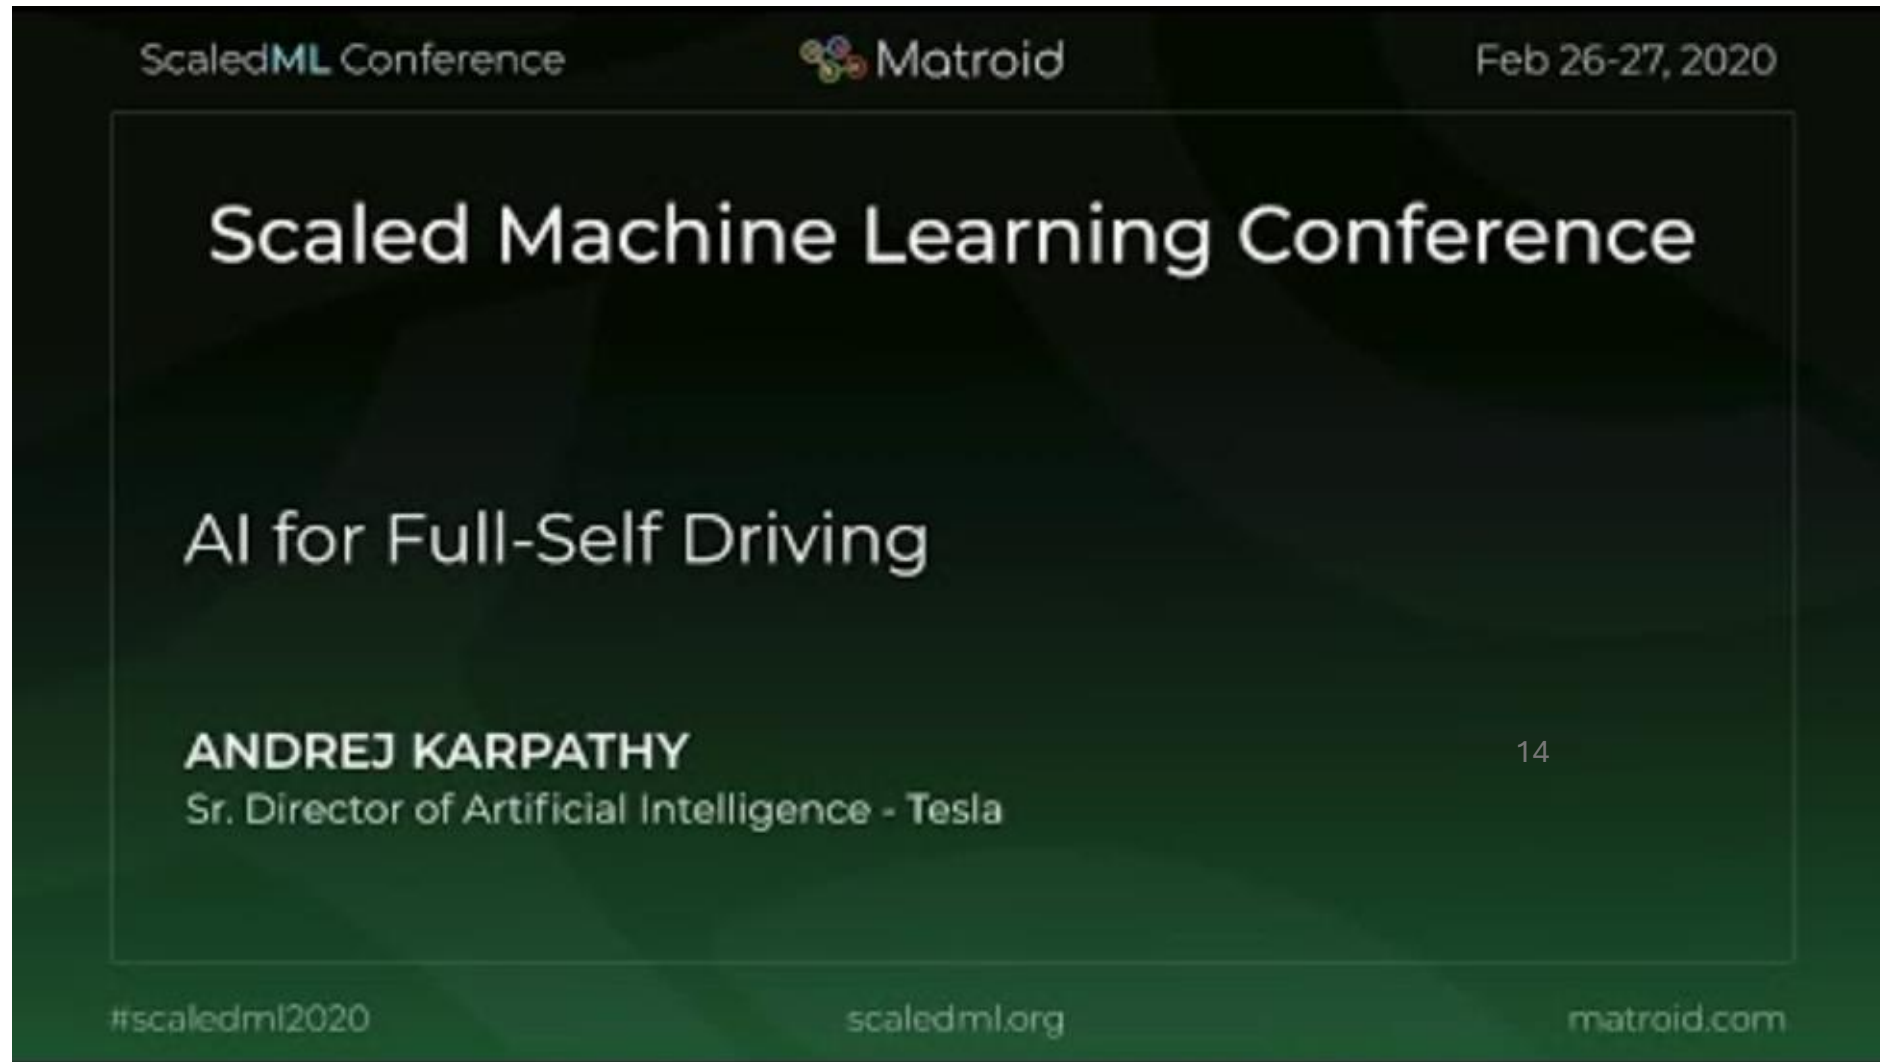 ScaledML Conference
Matroid
Feb 26-27, 2020
Scaled Machine Learning Conference
AI for Full-Self Driving
ANDREJ KARPATHY
14
Sr. Director of Artificial Intelligence - Tesla
#scaledml2020
scaledml.org
matroid.com